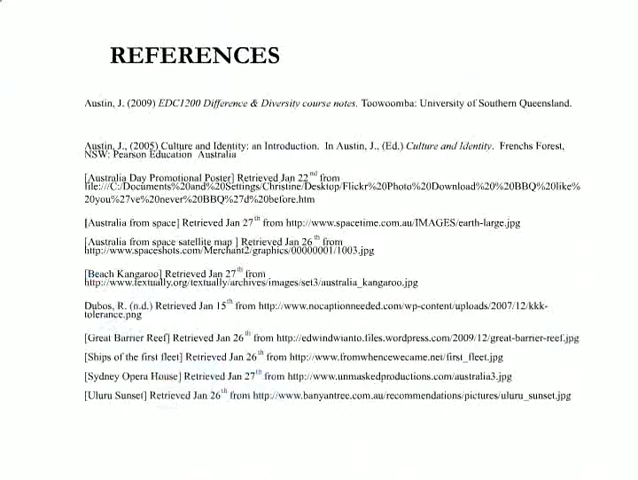 REFERENCES
Austin, J. (2009) EDC1200 Difference & Diversity course notes. Toowoomba: University of Southern Queensland.
Austin, J., (2005) Culture and Identity: an Introduction. In Austin, J., (Ed.) Culture and Identity. Frenchs Forest,
NSW: Pearson Education Australia
[Australia Day Promotional Poster] Retrieved Jan 22nd from
file:///C:/Documents%20and%20Settings/Christine/Desktop/Flickr%20Photo%20Download%20%20BBQ%20like%
20you%27ve%20never%20BBQ%27d%20before.htm
[Australia from space] Retrieved Jan 27th from http://www.spacetime.com.au/IMAGES/earth-large.jpg
[Australia from space satellite map ] Retrieved Jan 26th from
http://www.spaceshots.com/Merchant2/graphics/00000001/1003.jpg
[Beach Kangaroo] Retrieved Jan 27th from
http://www.textually.org/textually/archives/images/set3/australia_kangaroo.jpg
Dubos, R. (n.d.) Retrieved Jan 15th from http://www.nocaptionneeded.com/wp-content/uploads/2007/12/kkk-
tolerance.png
[Great Barrier Reef] Retrieved Jan 26th from http://edwindwianto.files.wordpress.com/2009/12/great-barrier-reef.jpg
[Ships of the first fleet] Retrieved Jan 26th from http://www.fromwhencewecame.net/first_fleet.jpg
[Sydney Opera House] Retrieved Jan 27th from http://www.unmaskedproductions.com/australia3.jpg
[Uluru Sunset] Retrieved Jan 26th from http://www.banyantree.com.au/recommendations/pictures/uluru_sunset.jpg